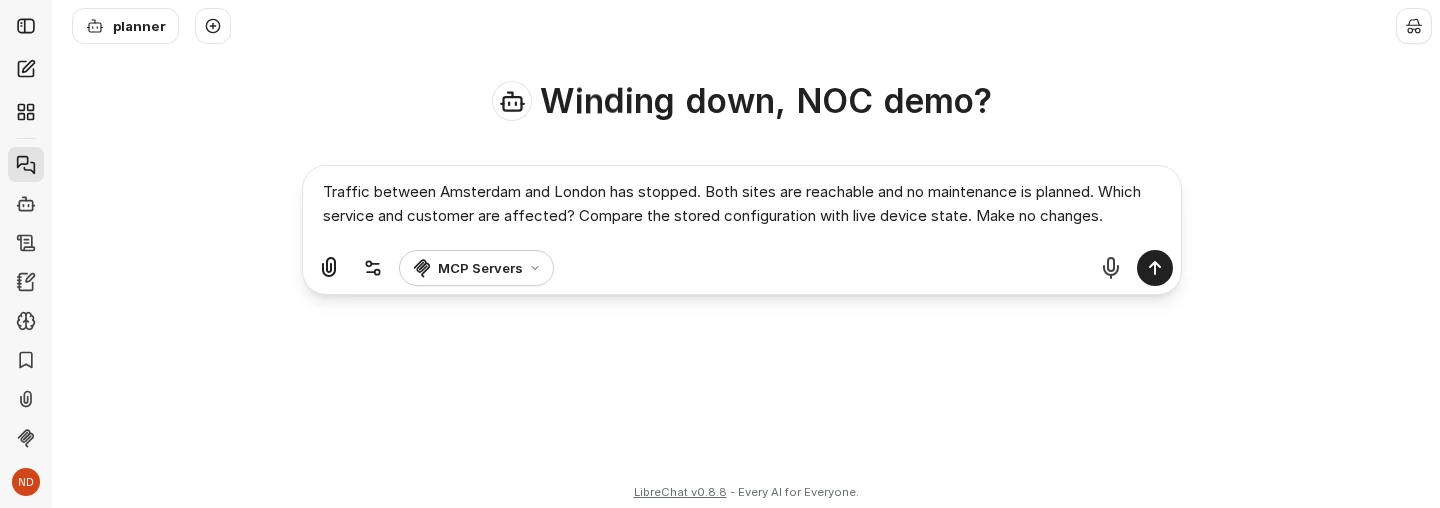 planner
Winding down, NOC demo?
Traffic between Amsterdam and London has stopped. Both sites are reachable and no maintenance is planned. Which
service and customer are affected? Compare the stored configuration with live device state. Make no changes.
MCP Servers
ND
LibreChat v0.8.8 - Every AI for Everyone.